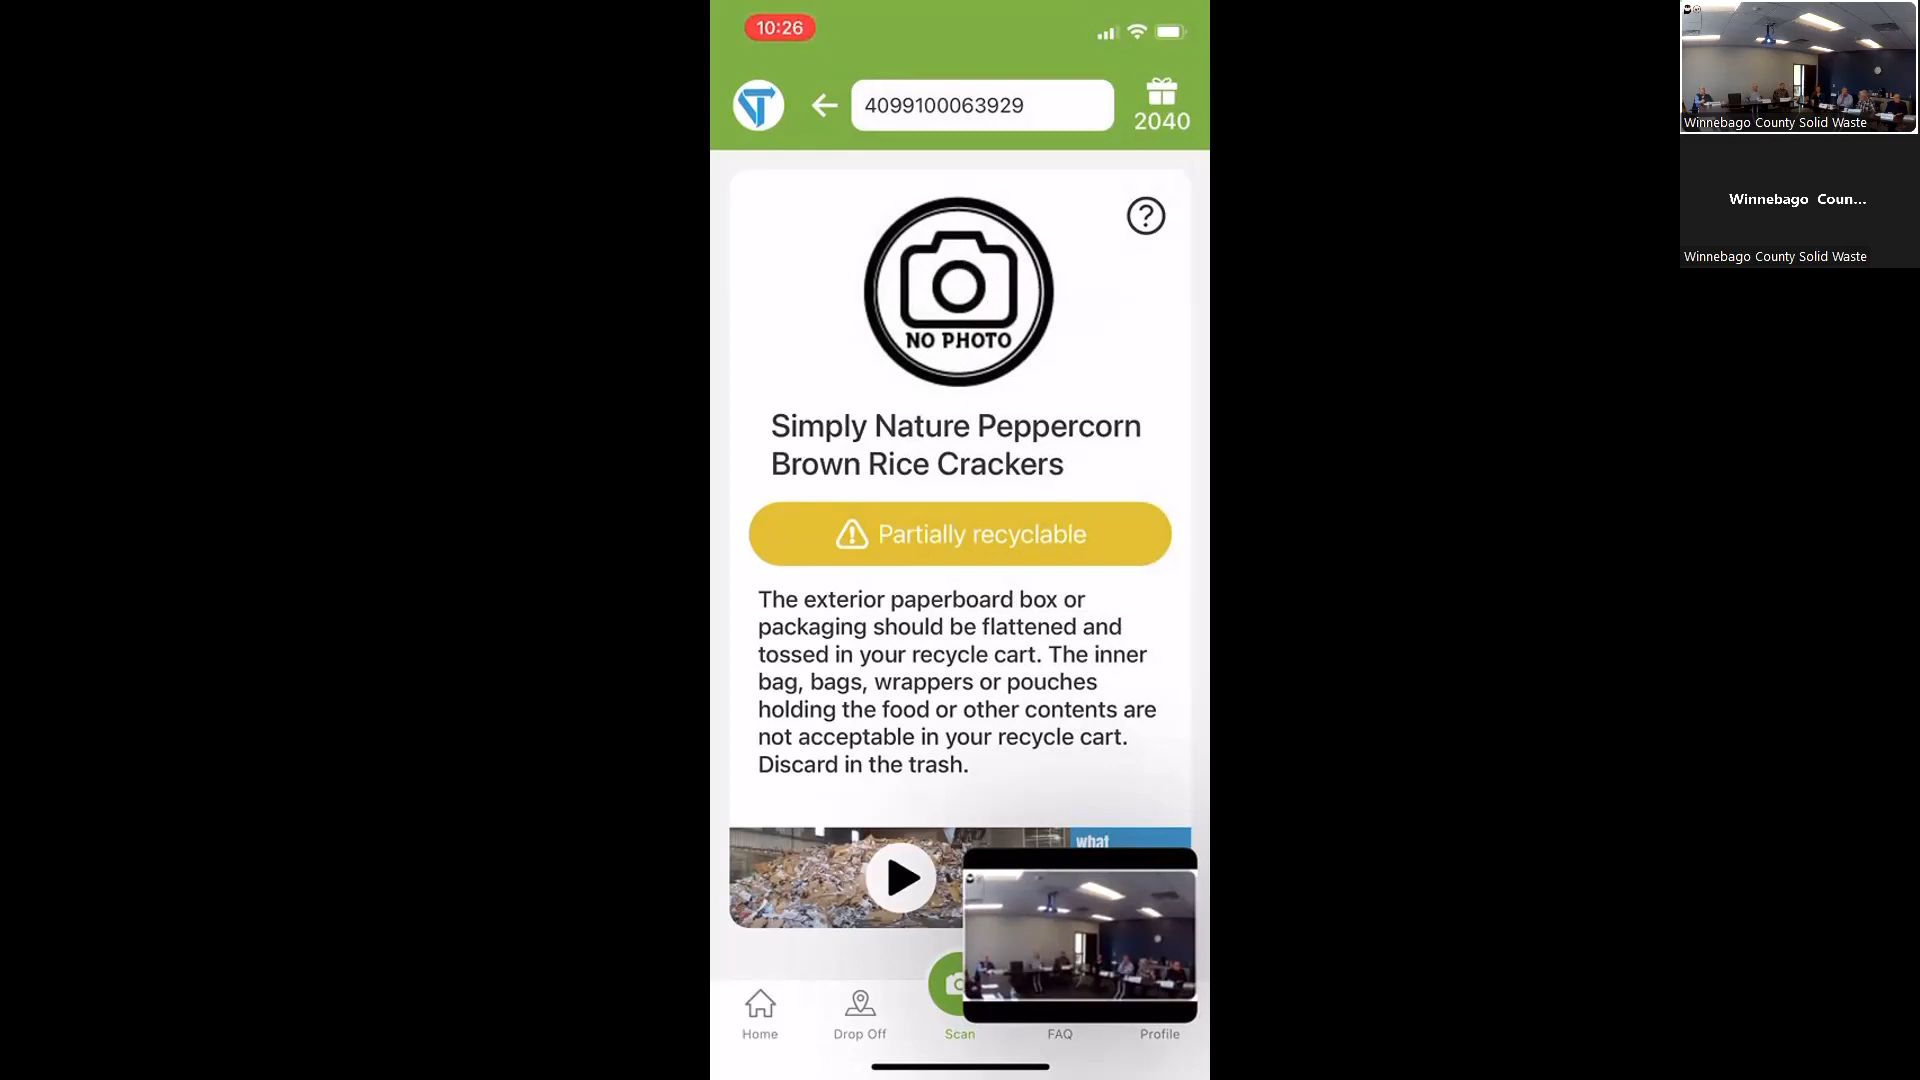 10:26
4099100063929
2040
NO PHOTO
Simply Nature Peppercorn
Brown Rice Crackers
Partially recyclable
The exterior paperboard box or
packaging should be flattened and
tossed in your recycle cart. The inner
bag, bags, wrappers or pouches
holding the food or other contents are
not acceptable in your recycle cart.
Discard in the trash.
what
Home
Drop Off
Scan
FAQ
Profile
Winnebago County Solid Waste
Winnebago Coun...
Winnebago County Solid Waste